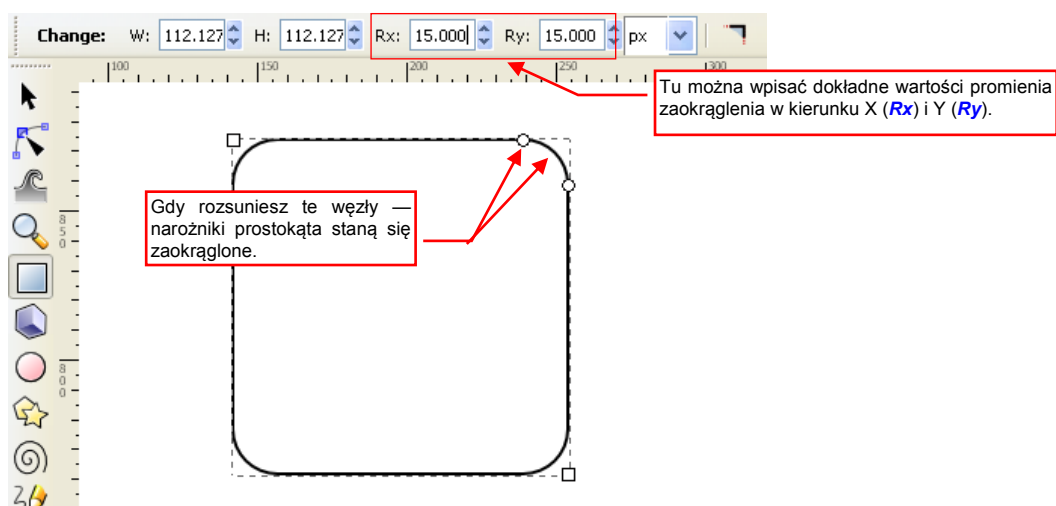 Change: W: 112.127 H: 112.127 Rx: 15.000 Ry: 15.000 px
100 150 200 250 300
Tu można wpisać dokładne wartości promienia
zaokrąglenia w kierunku X (Rx) i Y (Ry).
Gdy rozsuniesz te węzły —
narożniki prostokąta staną się
zaokrąglone.
850
800